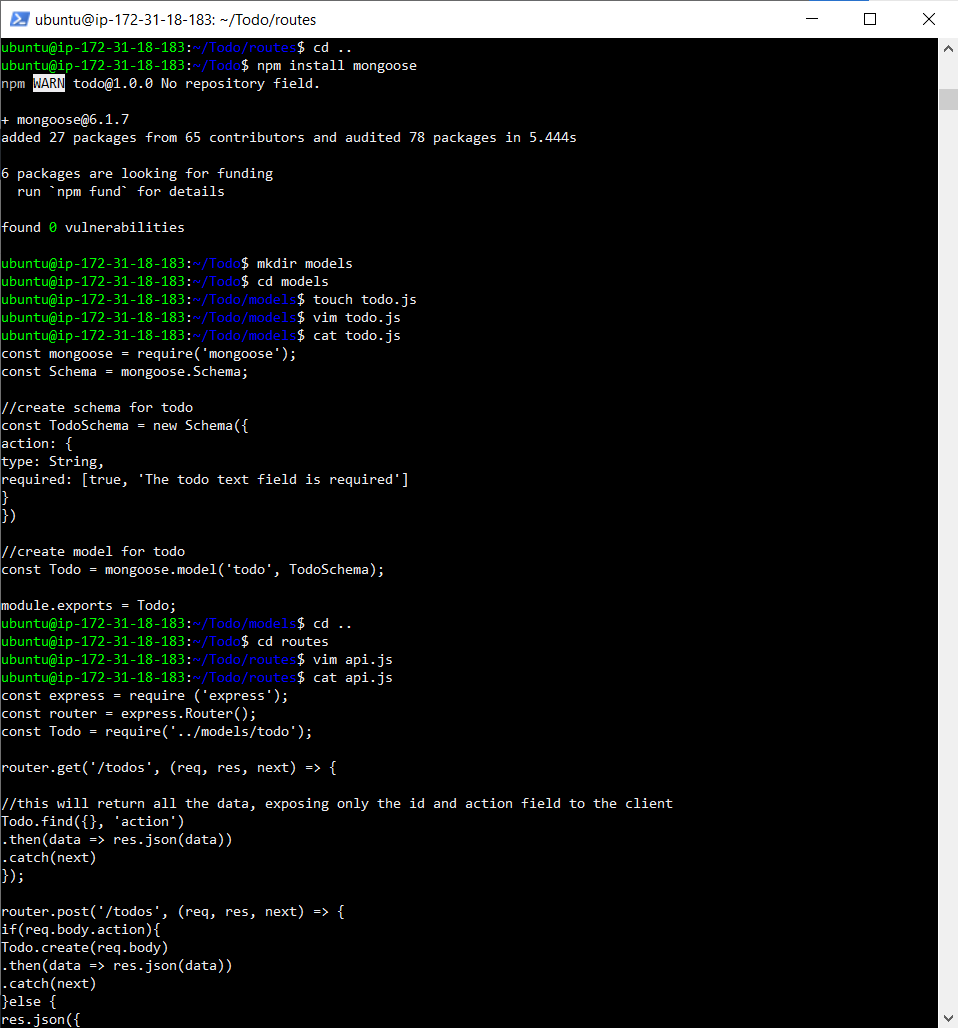 ubuntu@ip-172-31-18-183: ~/Todo/routes
ubuntu@ip-172-31-18-183:~/Todo/routes$ cd ..
ubuntu@ip-172-31-18-183:~/Todo$ npm install mongoose
npm WARN todo@1.0.0 No repository field.
+ mongoose@6.1.7
added 27 packages from 65 contributors and audited 78 packages in 5.444s
6 packages are looking for funding
  run `npm fund` for details
found 0 vulnerabilities
ubuntu@ip-172-31-18-183:~/Todo$ mkdir models
ubuntu@ip-172-31-18-183:~/Todo$ cd models
ubuntu@ip-172-31-18-183:~/Todo/models$ touch todo.js
ubuntu@ip-172-31-18-183:~/Todo/models$ vim todo.js
ubuntu@ip-172-31-18-183:~/Todo/models$ cat todo.js
const mongoose = require('mongoose');
const Schema = mongoose.Schema;
//create schema for todo
const TodoSchema = new Schema({
action: {
type: String,
required: [true, 'The todo text field is required']
}
})
//create model for todo
const Todo = mongoose.model('todo', TodoSchema);
module.exports = Todo;
ubuntu@ip-172-31-18-183:~/Todo/models$ cd ..
ubuntu@ip-172-31-18-183:~/Todo$ cd routes
ubuntu@ip-172-31-18-183:~/Todo/routes$ vim api.js
ubuntu@ip-172-31-18-183:~/Todo/routes$ cat api.js
const express = require ('express');
const router = express.Router();
const Todo = require('../models/todo');
router.get('/todos', (req, res, next) => {
//this will return all the data, exposing only the id and action field to the client
Todo.find({}, 'action')
.then(data => res.json(data))
.catch(next)
});
router.post('/todos', (req, res, next) => {
if(req.body.action){
Todo.create(req.body)
.then(data => res.json(data))
.catch(next)
}else {
res.json({